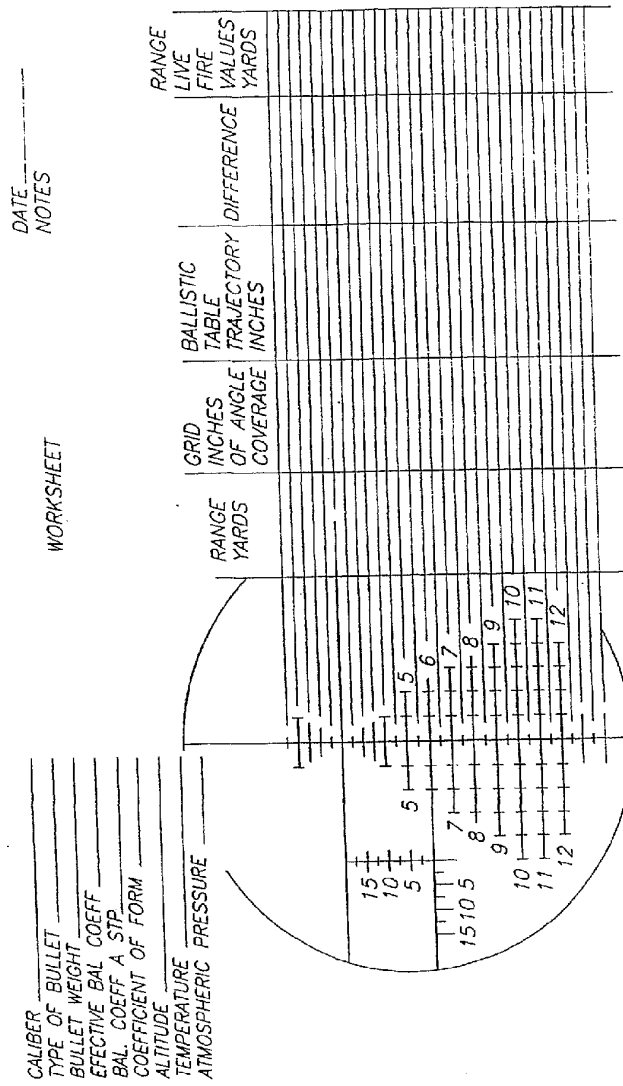 WORKSHEET
DATE
NOTES
CALIBER
TYPE OF BULLET
BULLET WEIGHT
EFFECTIVE BAL COEFF
BAL. COEFF A STP
COEFFICIENT OF FORM
ALTITUDE
TEMPERATURE
ATMOSPHERIC PRESSURE
RANGE
YARDS
GRID
INCHES
OF ANGLE
COVERAGE
BALLISTIC
TABLE
TRAJECTORY
INCHES
DIFFERENCE
RANGE
LIVE
FIRE
VALUES
YARDS
15
10
5
15 10 5
5 5
6
7 7
8 8
9 9
10 10
11 11
12 12